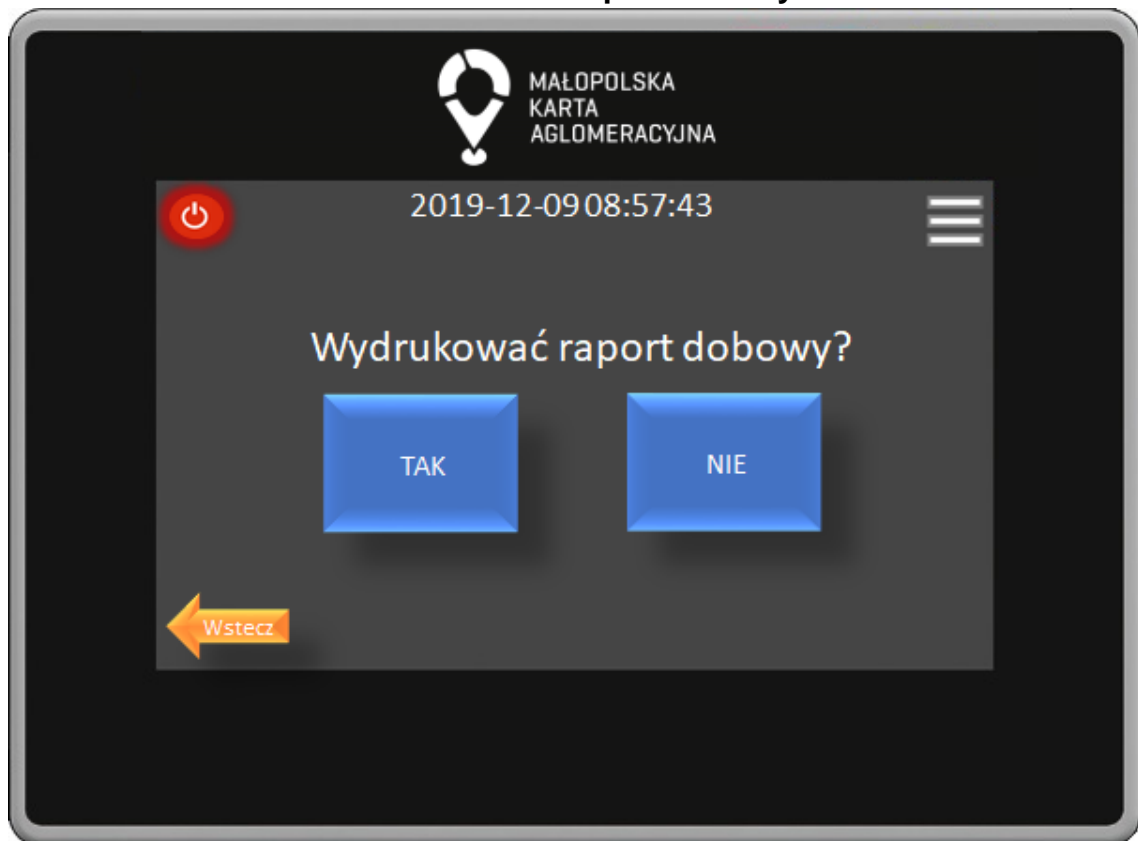 MAŁOPOLSKA
KARTA
AGLOMERACYJNA
2019-12-09 08:57:43
Wydrukować raport dobowy?
TAK
NIE
Wstecz